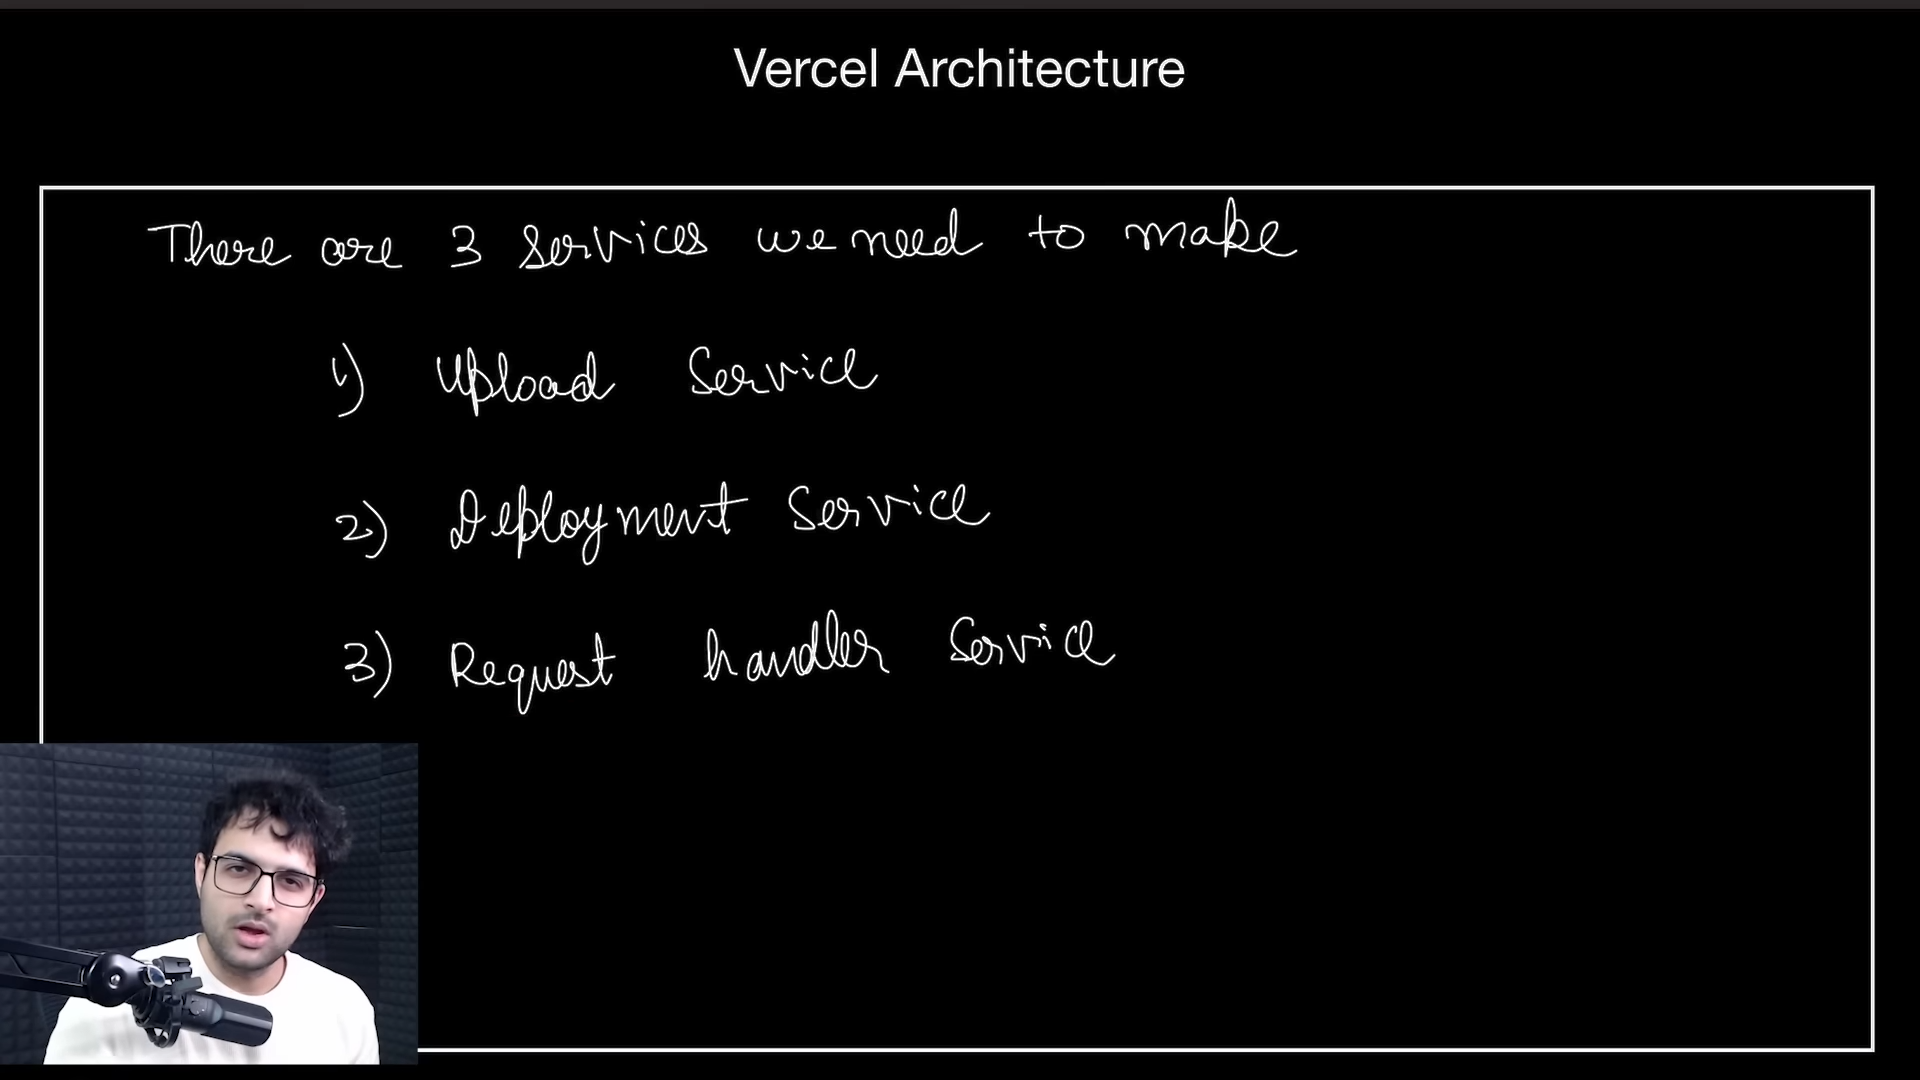 Vercel Architecture
There are 3 services we need to make
1) Upload Service
2) Deployment Service
3) Request handler Service